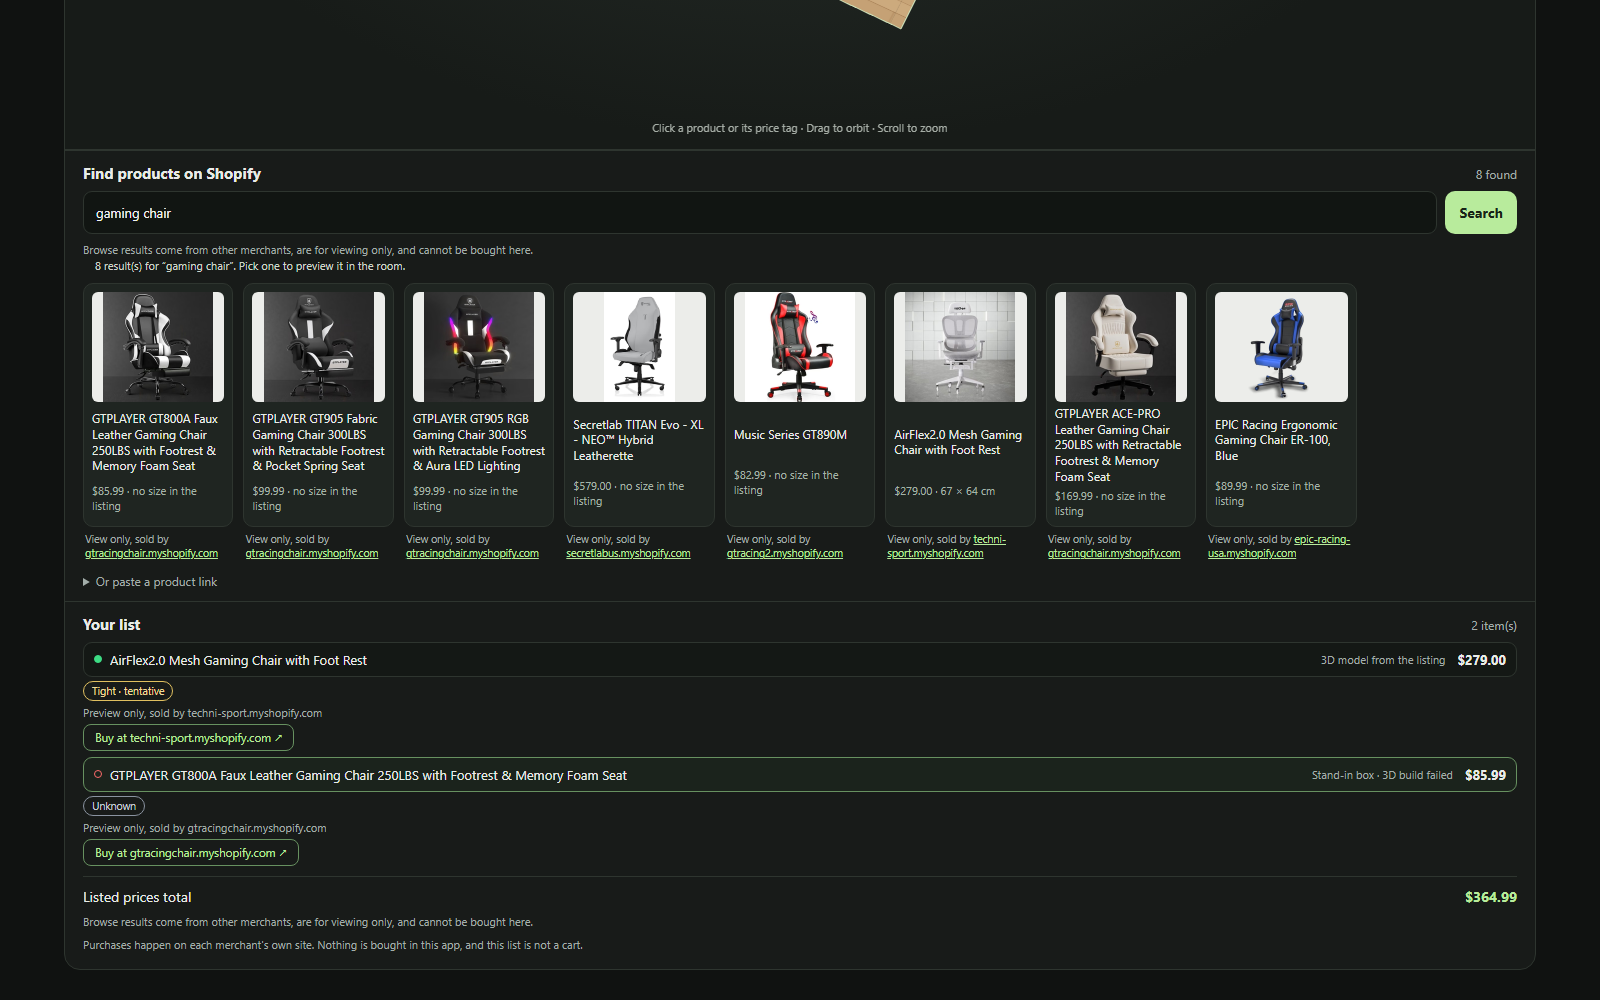 Click a product or its price tag · Drag to orbit · Scroll to zoom
Find products on Shopify
8 found
gaming chair
Search
Browse results come from other merchants, are for viewing only, and cannot be bought here.
8 result(s) for “gaming chair”. Pick one to preview it in the room.
GTPLAYER GT800A Faux
Leather Gaming Chair
250LBS with Footrest &
Memory Foam Seat
$85.99 · no size in the
listing
View only, sold by
gtracingchair.myshopify.com
GTPLAYER GT905 Fabric
Gaming Chair 300LBS
with Retractable Footrest
& Pocket Spring Seat
$99.99 · no size in the
listing
View only, sold by
gtracingchair.myshopify.com
GTPLAYER GT905 RGB
Gaming Chair 300LBS
with Retractable Footrest
& Aura LED Lighting
$99.99 · no size in the
listing
View only, sold by
gtracingchair.myshopify.com
Secretlab TITAN Evo - XL
- NEO™ Hybrid
Leatherette
$579.00 · no size in the
listing
View only, sold by
secretlabus.myshopify.com
Music Series GT890M
$82.99 · no size in the
listing
View only, sold by
gtracing2.myshopify.com
AirFlex2.0 Mesh Gaming
Chair with Foot Rest
$279.00 · 67 × 64 cm
View only, sold by techni-
sport.myshopify.com
GTPLAYER ACE-PRO
Leather Gaming Chair
250LBS with Retractable
Footrest & Memory
Foam Seat
$169.99 · no size in the
listing
View only, sold by
gtracingchair.myshopify.com
EPIC Racing Ergonomic
Gaming Chair ER-100,
Blue
$89.99 · no size in the
listing
View only, sold by epic-racing-
usa.myshopify.com
Or paste a product link
Your list
2 item(s)
AirFlex2.0 Mesh Gaming Chair with Foot Rest
3D model from the listing $279.00
Tight · tentative
Preview only, sold by techni-sport.myshopify.com
Buy at techni-sport.myshopify.com ↗
GTPLAYER GT800A Faux Leather Gaming Chair 250LBS with Footrest & Memory Foam Seat
Stand-in box · 3D build failed $85.99
Unknown
Preview only, sold by gtracingchair.myshopify.com
Buy at gtracingchair.myshopify.com ↗
Listed prices total
$364.99
Browse results come from other merchants, are for viewing only, and cannot be bought here.
Purchases happen on each merchant's own site. Nothing is bought in this app, and this list is not a cart.